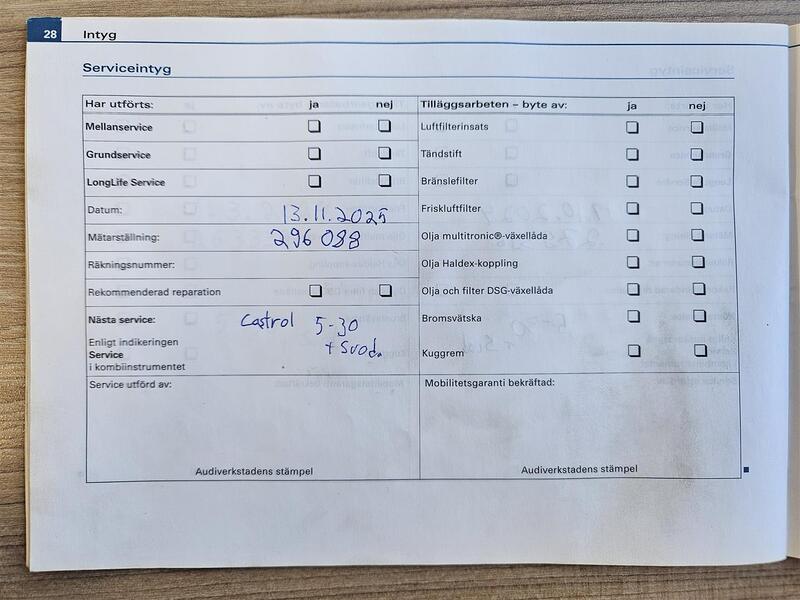 28 Intyg
Serviceintyg
Har utförts: ja nej
Mellanservice
Grundservice
LongLife Service
Datum: 13.11.2025
Mätarställning: 296 088
Räkningsnummer:
Rekommenderad reparation
Nästa service: Castrol 5-30
+ Svod.
Enligt indikeringen
Service
i kombiinstrumentet
Service utförd av:
Audiverkstadens stämpel
Tilläggsarbeten – byte av: ja nej
Luftfilterinsats
Tändstift
Bränslefilter
Friskluftfilter
Olja multitronic®-växellåda
Olja Haldex-koppling
Olja och filter DSG-växellåda
Bromsvätska
Kuggrem
Mobilitetsgaranti bekräftad:
Audiverkstadens stämpel